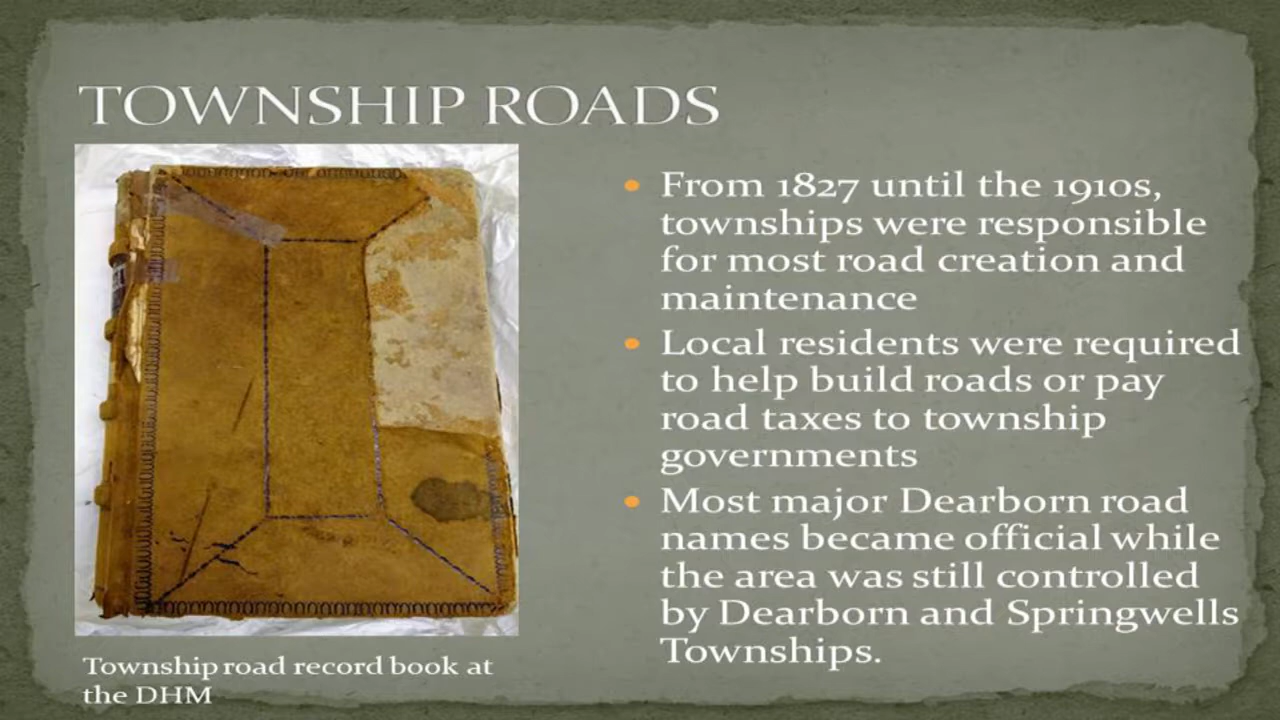 TOWNSHIP ROADS
From 1827 until the 1910s,
townships were responsible
for most road creation and
maintenance
Local residents were required
to help build roads or pay
road taxes to township
governments
Most major Dearborn road
names became official while
the area was still controlled
by Dearborn and Springwells
Townships.
Township road record book at
the DHM